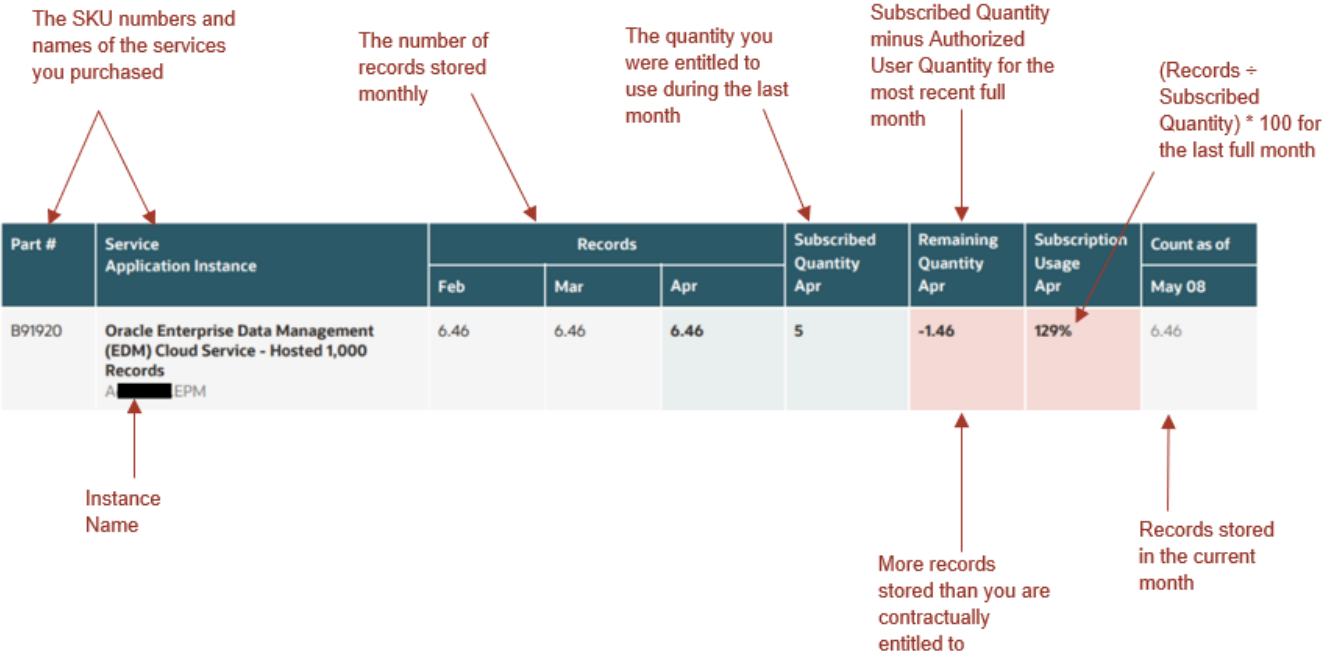 The SKU numbers and
names of the services
you purchased
The number of
records stored
monthly
The quantity you
were entitled to
use during the last
month
Subscribed Quantity
minus Authorized
User Quantity for the
most recent full
month
(Records ÷
Subscribed
Quantity) * 100 for
the last full month
Part #
Service
Application Instance
Records
Feb
Mar
Apr
Subscribed
Quantity
Apr
Remaining
Quantity
Apr
Subscription
Usage
Apr
Count as of
May 08
B91920
Oracle Enterprise Data Management
(EDM) Cloud Service - Hosted 1,000
Records
A EPM
6.46
6.46
6.46
5
-1.46
129%
6.46
Instance
Name
More records
stored than you are
contractually
entitled to
Records stored
in the current
month